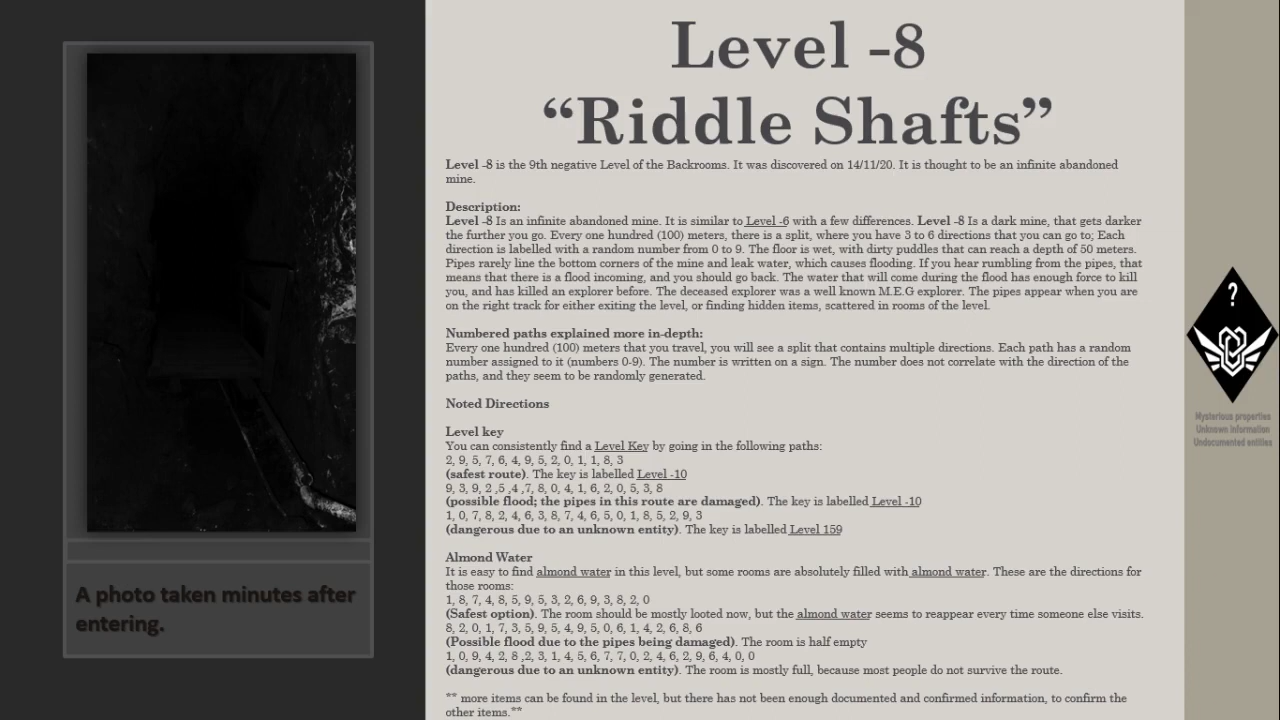 Level -8
“Riddle Shafts”
Level -8 is the 9th negative Level of the Backrooms. It was discovered on 14/11/20. It is thought to be an infinite abandoned
mine.
Description:
Level -8 Is an infinite abandoned mine. It is similar to Level -6 with a few differences. Level -8 Is a dark mine, that gets darker
the further you go. Every one hundred (100) meters, there is a split, where you have 3 to 6 directions that you can go to; Each
direction is labelled with a random number from 0 to 9. The floor is wet, with dirty puddles that can reach a depth of 50 meters.
Pipes rarely line the bottom corners of the mine and leak water, which causes flooding. If you hear rumbling from the pipes, that
means that there is a flood incoming, and you should go back. The water that will come during the flood has enough force to kill
you, and has killed an explorer before. The deceased explorer was a well known M.E.G explorer. The pipes appear when you are
on the right track for either exiting the level, or finding hidden items, scattered in rooms of the level.
Numbered paths explained more in-depth:
Every one hundred (100) meters that you travel, you will see a split that contains multiple directions. Each path has a random
number assigned to it (numbers 0-9). The number is written on a sign. The number does not correlate with the direction of the
paths, and they seem to be randomly generated.
Noted Directions
Level key
You can consistently find a Level Key by going in the following paths:
2, 9, 5, 7, 6, 4, 9, 5, 2, 0, 1, 1, 8, 3
(safest route). The key is labelled Level -10
9, 3, 9, 2 ,5 ,4 ,7, 8, 0, 4, 1, 6, 2, 0, 5, 3, 8
(possible flood; the pipes in this route are damaged). The key is labelled Level -10
1, 0, 7, 8, 2, 4, 6, 3, 8, 7, 4, 6, 5, 0, 1, 8, 5, 2, 9, 3
(dangerous due to an unknown entity). The key is labelled Level 159
Almond Water
It is easy to find almond water in this level, but some rooms are absolutely filled with almond water. These are the directions for
those rooms:
1, 8, 7, 4, 8, 5, 9, 5, 3, 2, 6, 9, 3, 8, 2, 0
(Safest option). The room should be mostly looted now, but the almond water seems to reappear every time someone else visits.
8, 2, 0, 1, 7, 3, 5, 9, 5, 4, 9, 5, 0, 6, 1, 4, 2, 6, 8, 6
(Possible flood due to the pipes being damaged). The room is half empty
1, 0, 9, 4, 2, 8 ,2, 3, 1, 4, 5, 6, 7, 7, 0, 2, 4, 6, 2, 9, 6, 4, 0, 0
(dangerous due to an unknown entity). The room is mostly full, because most people do not survive the route.
** more items can be found in the level, but there has not been enough documented and confirmed information, to confirm the
other items.**
A photo taken minutes after
entering.
?
Mysterious properties
Unknown information
Undocumented entities